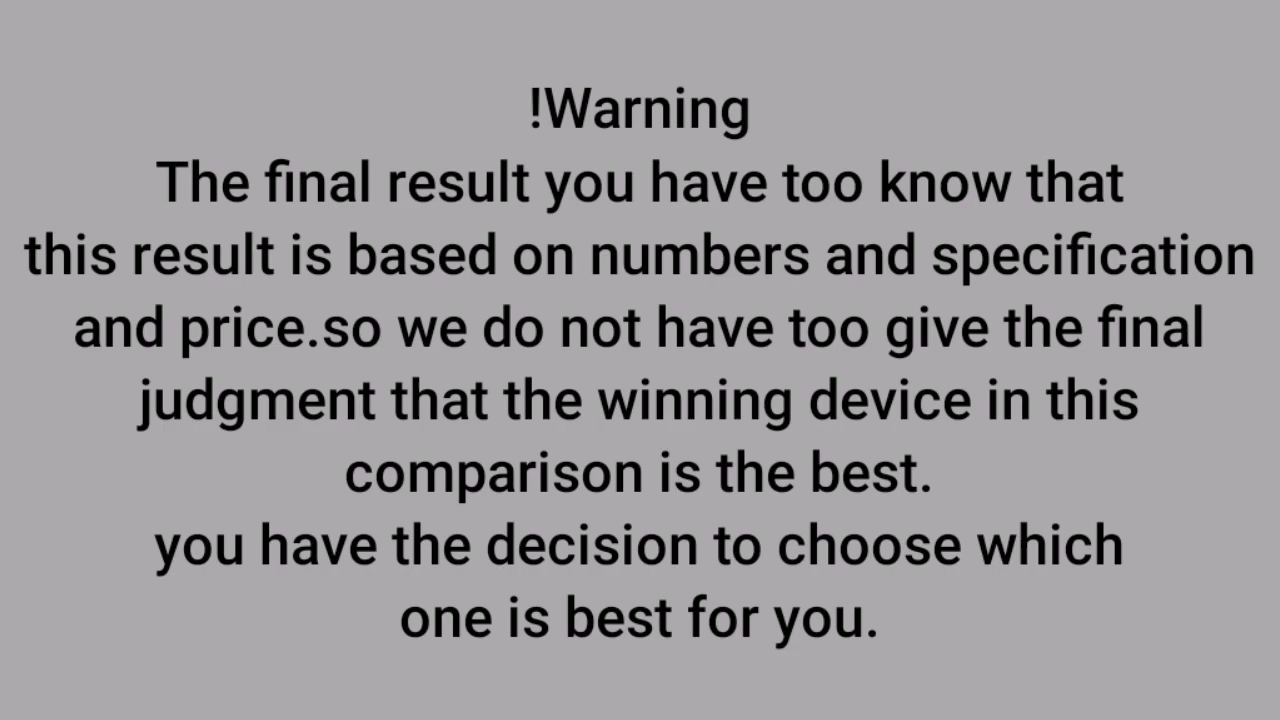 !Warning
The final result you have too know that
this result is based on numbers and specification
and price.so we do not have too give the final
judgment that the winning device in this
comparison is the best.
you have the decision to choose which
one is best for you.